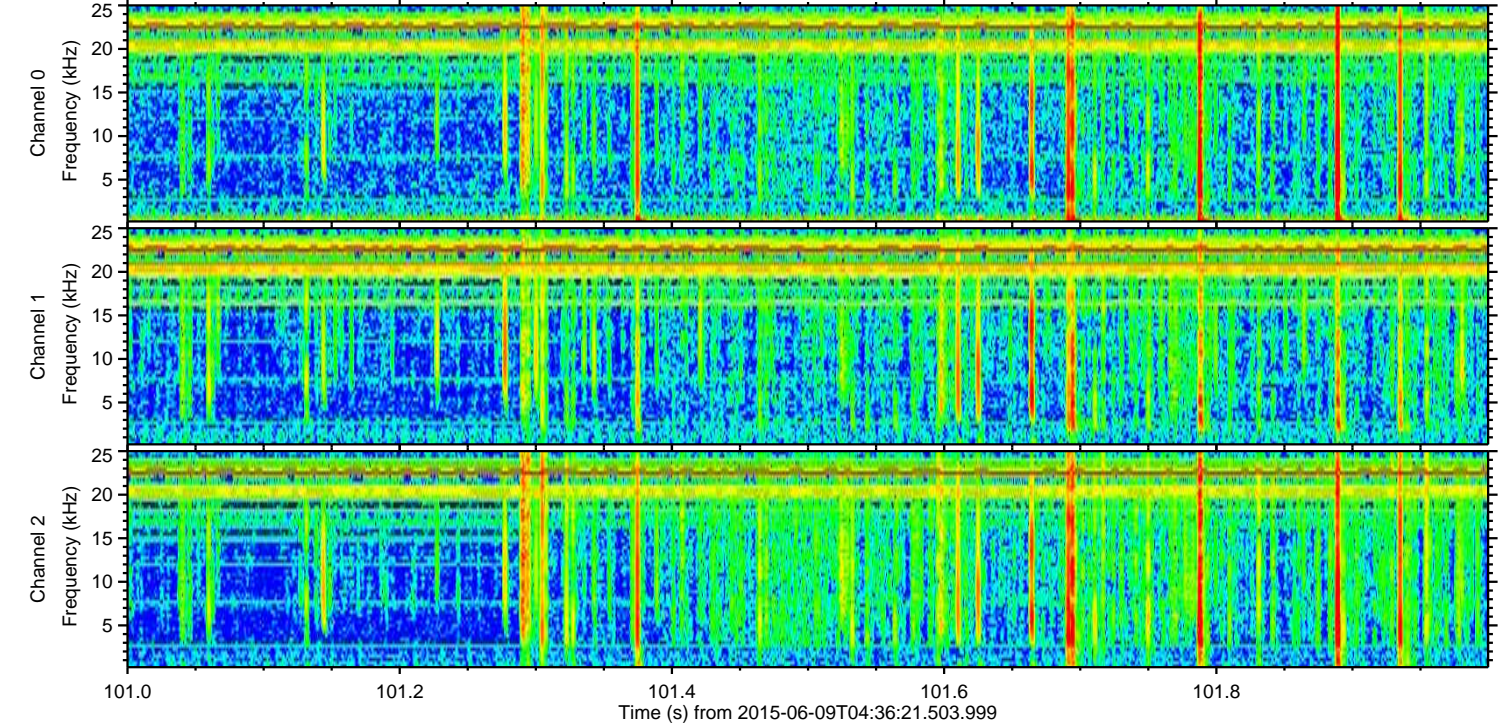 25
20
15
10
5
Channel 0
Frequency (kHz)
25
20
15
10
5
Channel 1
Frequency (kHz)
25
20
15
10
5
Channel 2
Frequency (kHz)
101.0 101.2 101.4 101.6 101.8
Time (s) from 2015-06-09T04:36:21.503.999